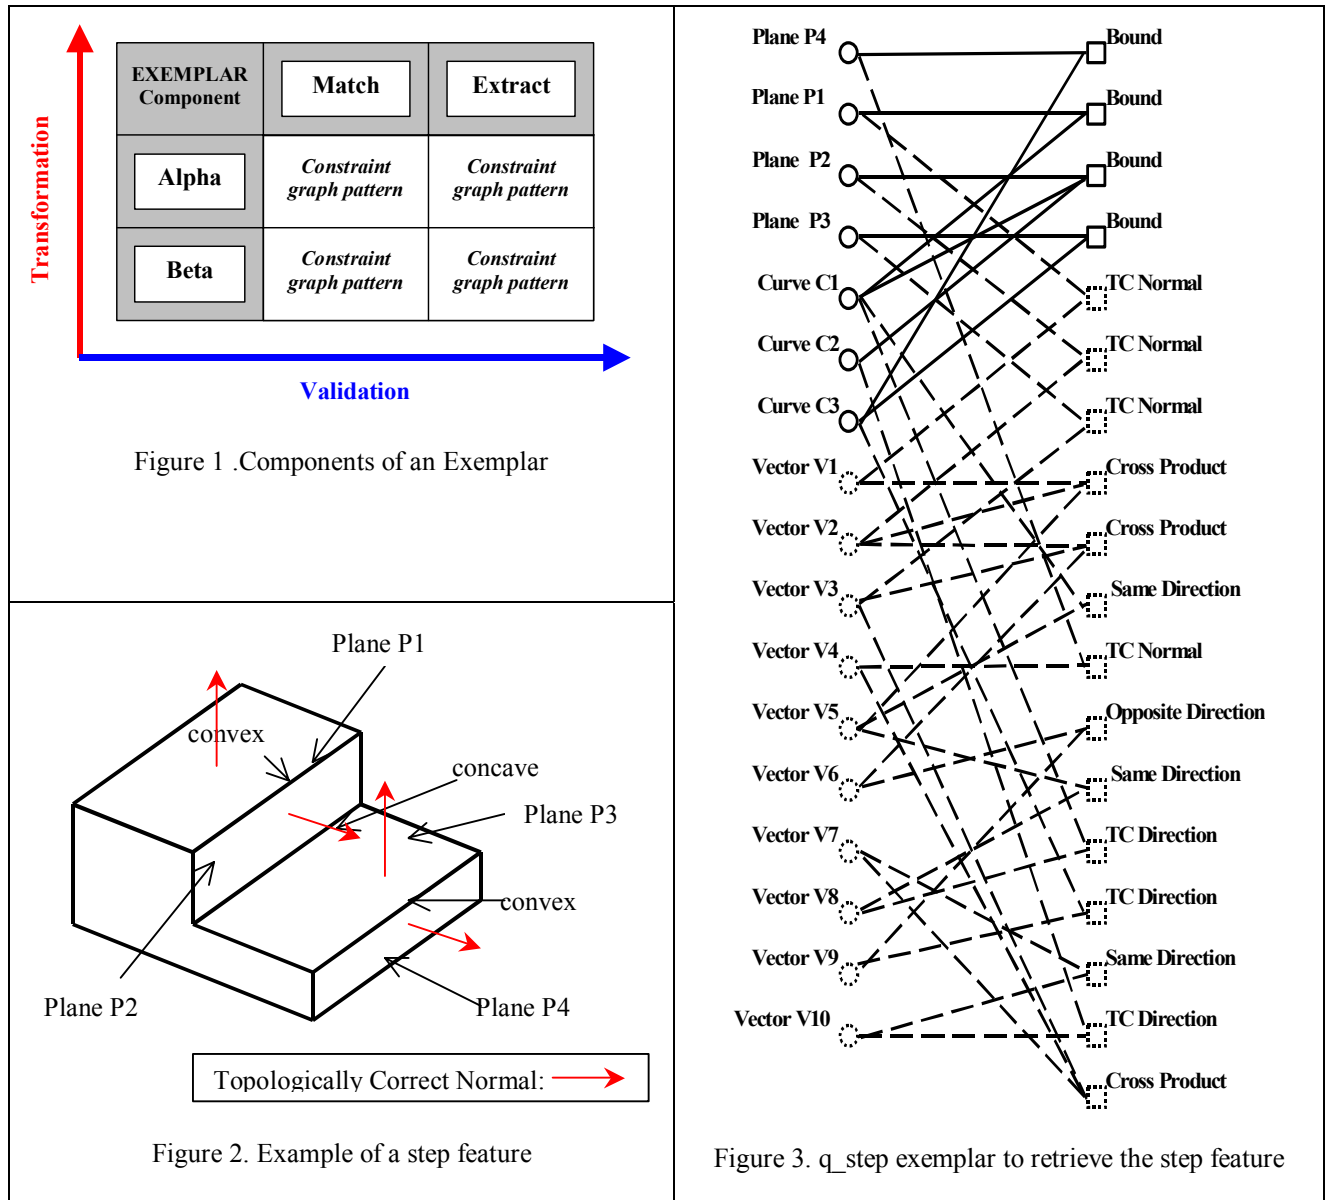 EXEMPLAR
Component
Match
Extract
Alpha
Constraint
graph pattern
Constraint
graph pattern
Beta
Constraint
graph pattern
Constraint
graph pattern
Transformation
Validation
Figure 1 .Components of an Exemplar
Plane P1
convex
concave
Plane P3
convex
Plane P2
Plane P4
Topologically Correct Normal:
Figure 2. Example of a step feature
Plane P4
Bound
Plane P1
Bound
Plane P2
Bound
Plane P3
Bound
Curve C1
TC Normal
Curve C2
TC Normal
Curve C3
TC Normal
Vector V1
Cross Product
Vector V2
Cross Product
Vector V3
Same Direction
Vector V4
TC Normal
Vector V5
Opposite Direction
Vector V6
Same Direction
Vector V7
TC Direction
Vector V8
TC Direction
Vector V9
Same Direction
Vector V10
TC Direction
Cross Product
Figure 3. q_step exemplar to retrieve the step feature